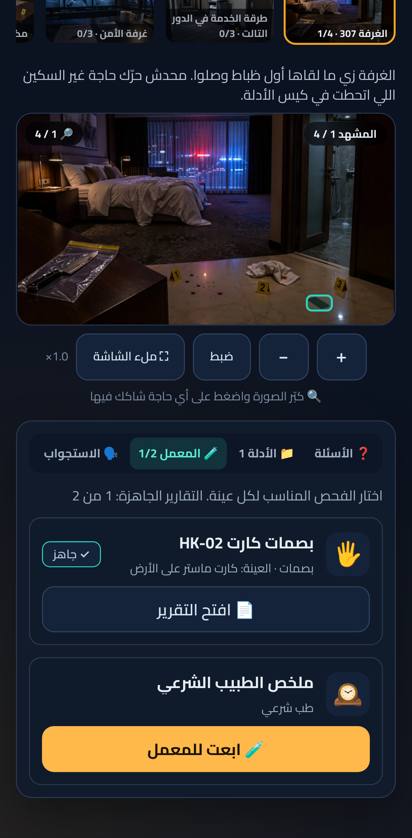 الغرفة 307 · 1/4
طرقة الخدمة في الدور
التالت · 0/3
غرفة الأمن · 0/3
الغرفة زي ما لقاها أول ظباط وصلوا. محدش حرّك حاجة غير السكين
اللي اتحطت في كيس الأدلة.
المشهد 1 / 4
🔎 1 / 4
1
2
3
+
−
ضبط
⛶ ملء الشاشة
×1.0
🔍 كبّر الصورة واضغط على أي حاجة شاكك فيها
❓ الأسئلة
📁 الأدلة 1
🧪 المعمل 1/2
🗣️ الاستجواب
اختار الفحص المناسب لكل عينة. التقارير الجاهزة: 1 من 2
بصمات كارت HK-02
✓ جاهز
بصمات · العينة: كارت ماستر على الأرض
📄 افتح التقرير
ملخص الطبيب الشرعي
طب شرعي
🧪 ابعت للمعمل